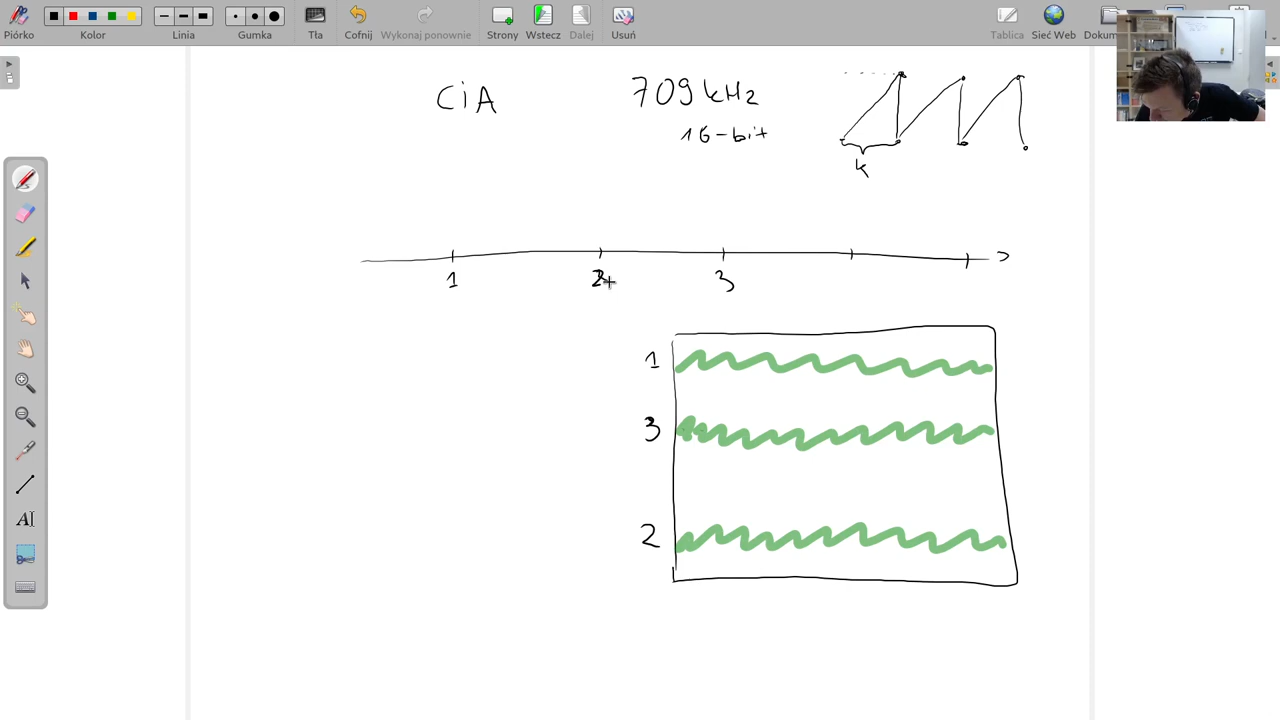 Piórko Kolor Linia Gumka Tła Cofnij Wykonaj ponownie Strony Wstecz Dalej Usuń Tablica Sieć Web
CiA 709 kHz
16-bit
k
1 2 3
1
3
2
AI